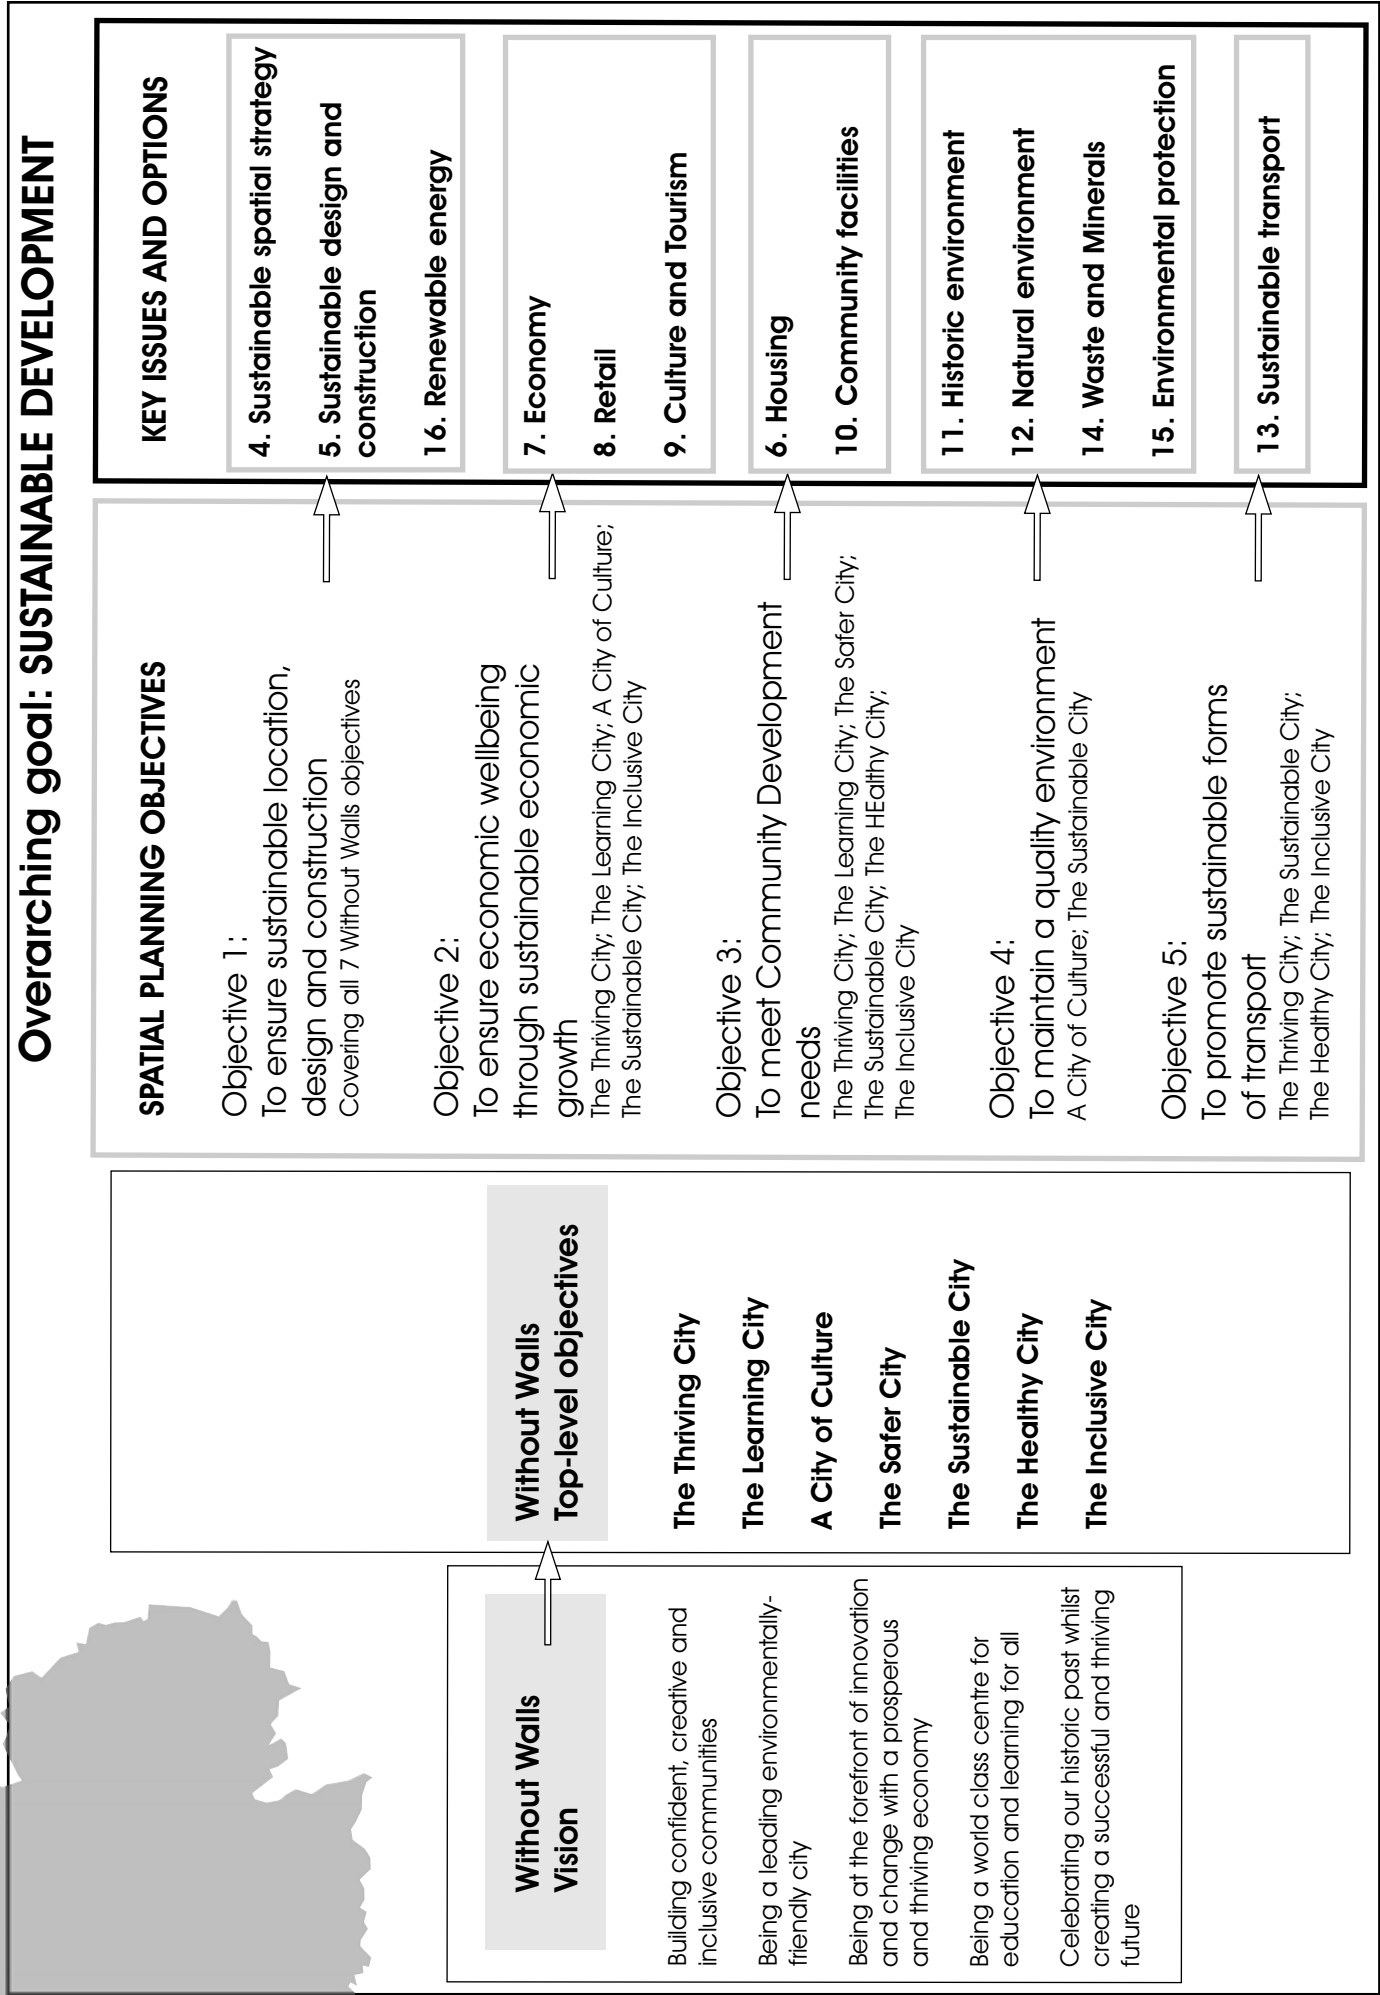 Overarching goal: SUSTAINABLE DEVELOPMENT
Without Walls
Vision
Building confident, creative and
inclusive communities
Being a leading environmentally-
friendly city
Being at the forefront of innovation
and change with a prosperous
and thriving economy
Being a world class centre for
education and learning for all
Celebrating our historic past whilst
creating a successful and thriving
future
Without Walls
Top-level objectives
The Thriving City
The Learning City
A City of Culture
The Safer City
The Sustainable City
The Healthy City
The Inclusive City
SPATIAL PLANNING OBJECTIVES
Objective 1:
To ensure sustainable location,
design and construction
Covering all 7 Without Walls objectives
Objective 2:
To ensure economic wellbeing
through sustainable economic
growth
The Thriving City; The Learning City; A City of Culture;
The Sustainable City; The Inclusive City
Objective 3:
To meet Community Development
needs
The Thriving City; The Learning City; The Safer City;
The Sustainable City; The HEalthy City;
The Inclusive City
Objective 4:
To maintain a quality environment
A City of Culture; The Sustainable City
Objective 5:
To promote sustainable forms
of transport
The Thriving City; The Sustainable City;
The Healthy City; The Inclusive City
KEY ISSUES AND OPTIONS
4. Sustainable spatial strategy
5. Sustainable design and
construction
16. Renewable energy
7. Economy
8. Retail
9. Culture and Tourism
6. Housing
10. Community facilities
11. Historic environment
12. Natural environment
14. Waste and Minerals
15. Environmental protection
13. Sustainable transport